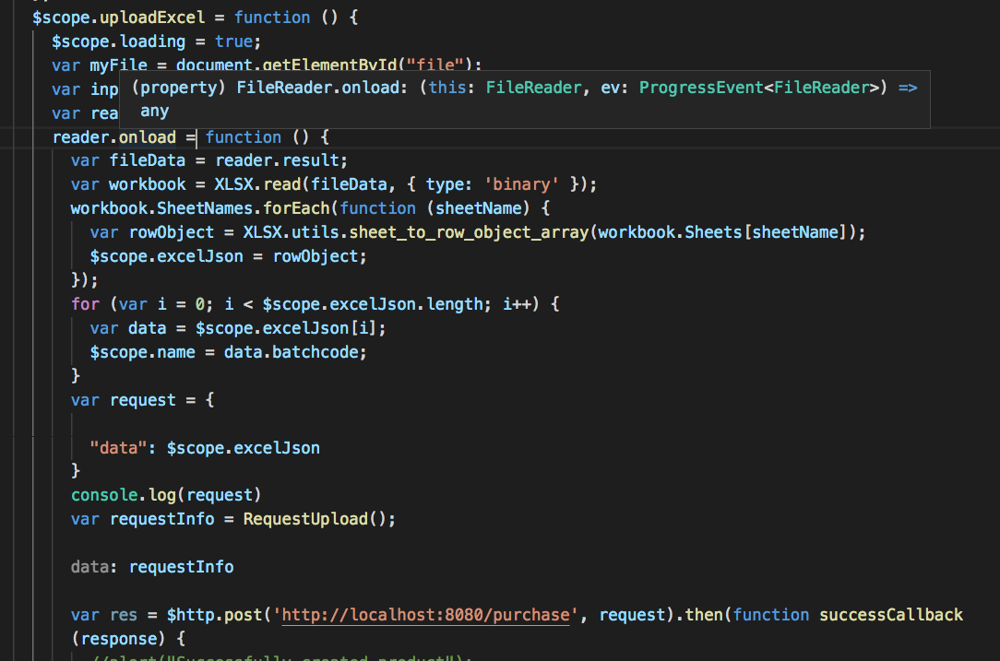 $scope.uploadExcel = function () {
$scope.loading = true;
var myFile = document.getElementById("file");
var inp
(property) FileReader.onload: (this: FileReader, ev: ProgressEvent<FileReader>) =>
any
var rea
reader.onload = function () {
var fileData = reader.result;
var workbook = XLSX.read(fileData, { type: 'binary' });
workbook.SheetNames.forEach(function (sheetName) {
var rowObject = XLSX.utils.sheet_to_row_object_array(workbook.Sheets[sheetName]);
$scope.excelJson = rowObject;
});
for (var i = 0; i < $scope.excelJson.length; i++) {
var data = $scope.excelJson[i];
$scope.name = data.batchcode;
}
var request = {
"data": $scope.excelJson
}
console.log(request)
var requestInfo = RequestUpload();
data: requestInfo
var res = $http.post('http://localhost:8080/purchase', request).then(function successCallback
(response) {
//alert("Successfully created product");